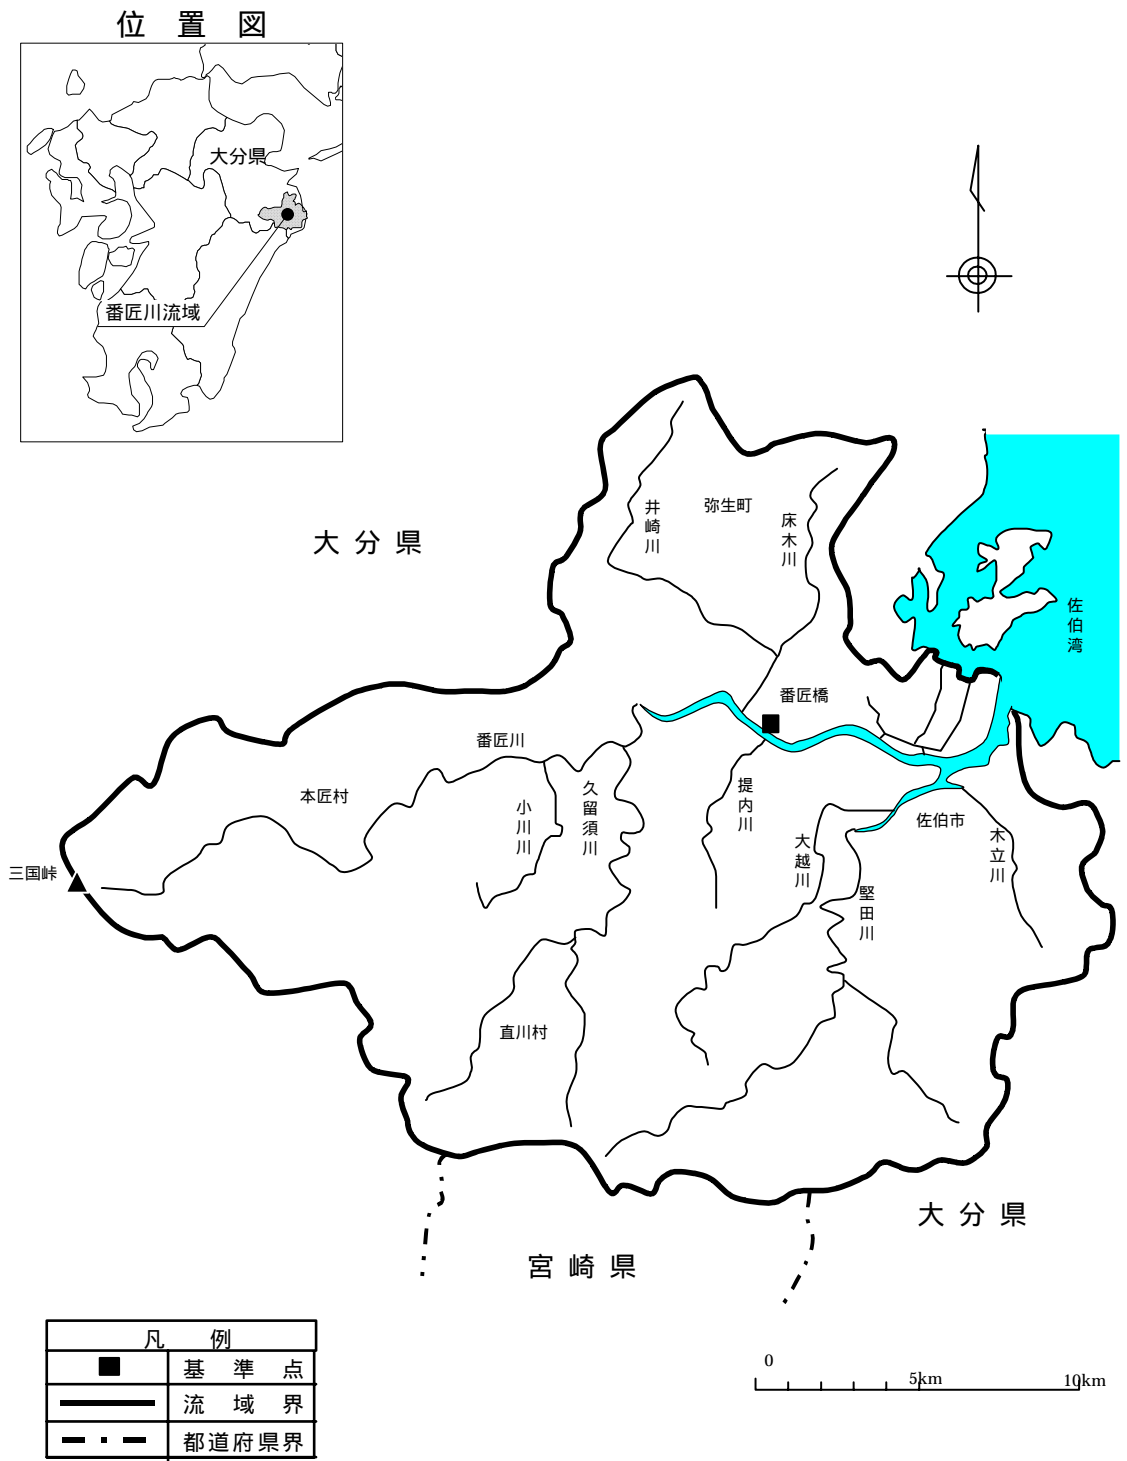 位置図
大分県
番匠川流域
大分県
弥生町
井崎川
床木川
佐伯湾
番匠橋
番匠川
本匠村
小川川
久留須川
提内川
大越川
堅田川
佐伯市
木立川
三国峠
直川村
大分県
宮崎県
凡例
基準点
流域界
都道府県界
0
5km
10km